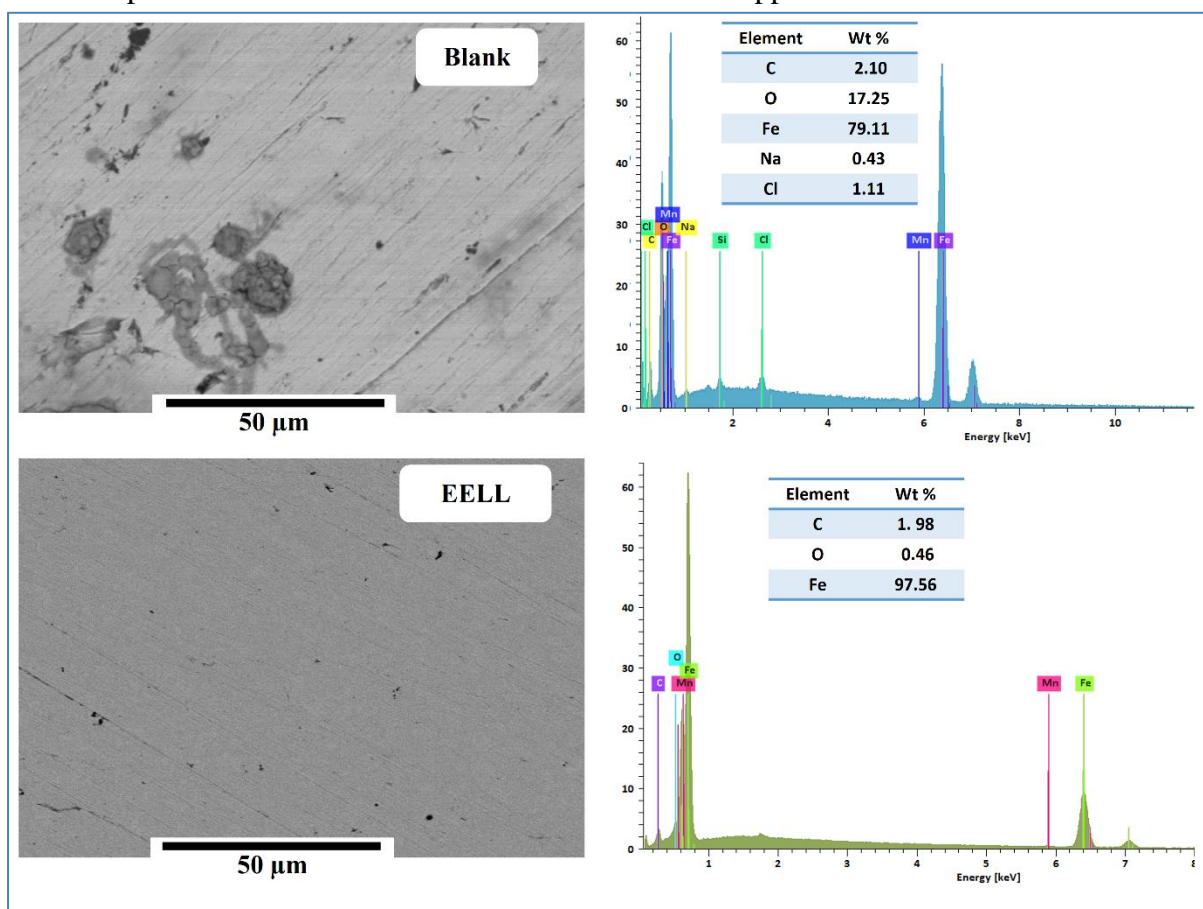 Blank
50 µm
Element Wt %
C 2.10
O 17.25
Fe 79.11
Na 0.43
Cl 1.11
60
50
40
30
20
10
0
Mn
Cl O Na
C Fe
Si
Cl
Mn
Fe
2 4 6 8 10
Energy [keV]
EELL
50 µm
Element Wt %
C 1. 98
O 0.46
Fe 97.56
60
50
40
30
20
10
0
O
Fe
C Mn
Mn
Fe
1 2 3 4 5 6 7 8
Energy [keV]